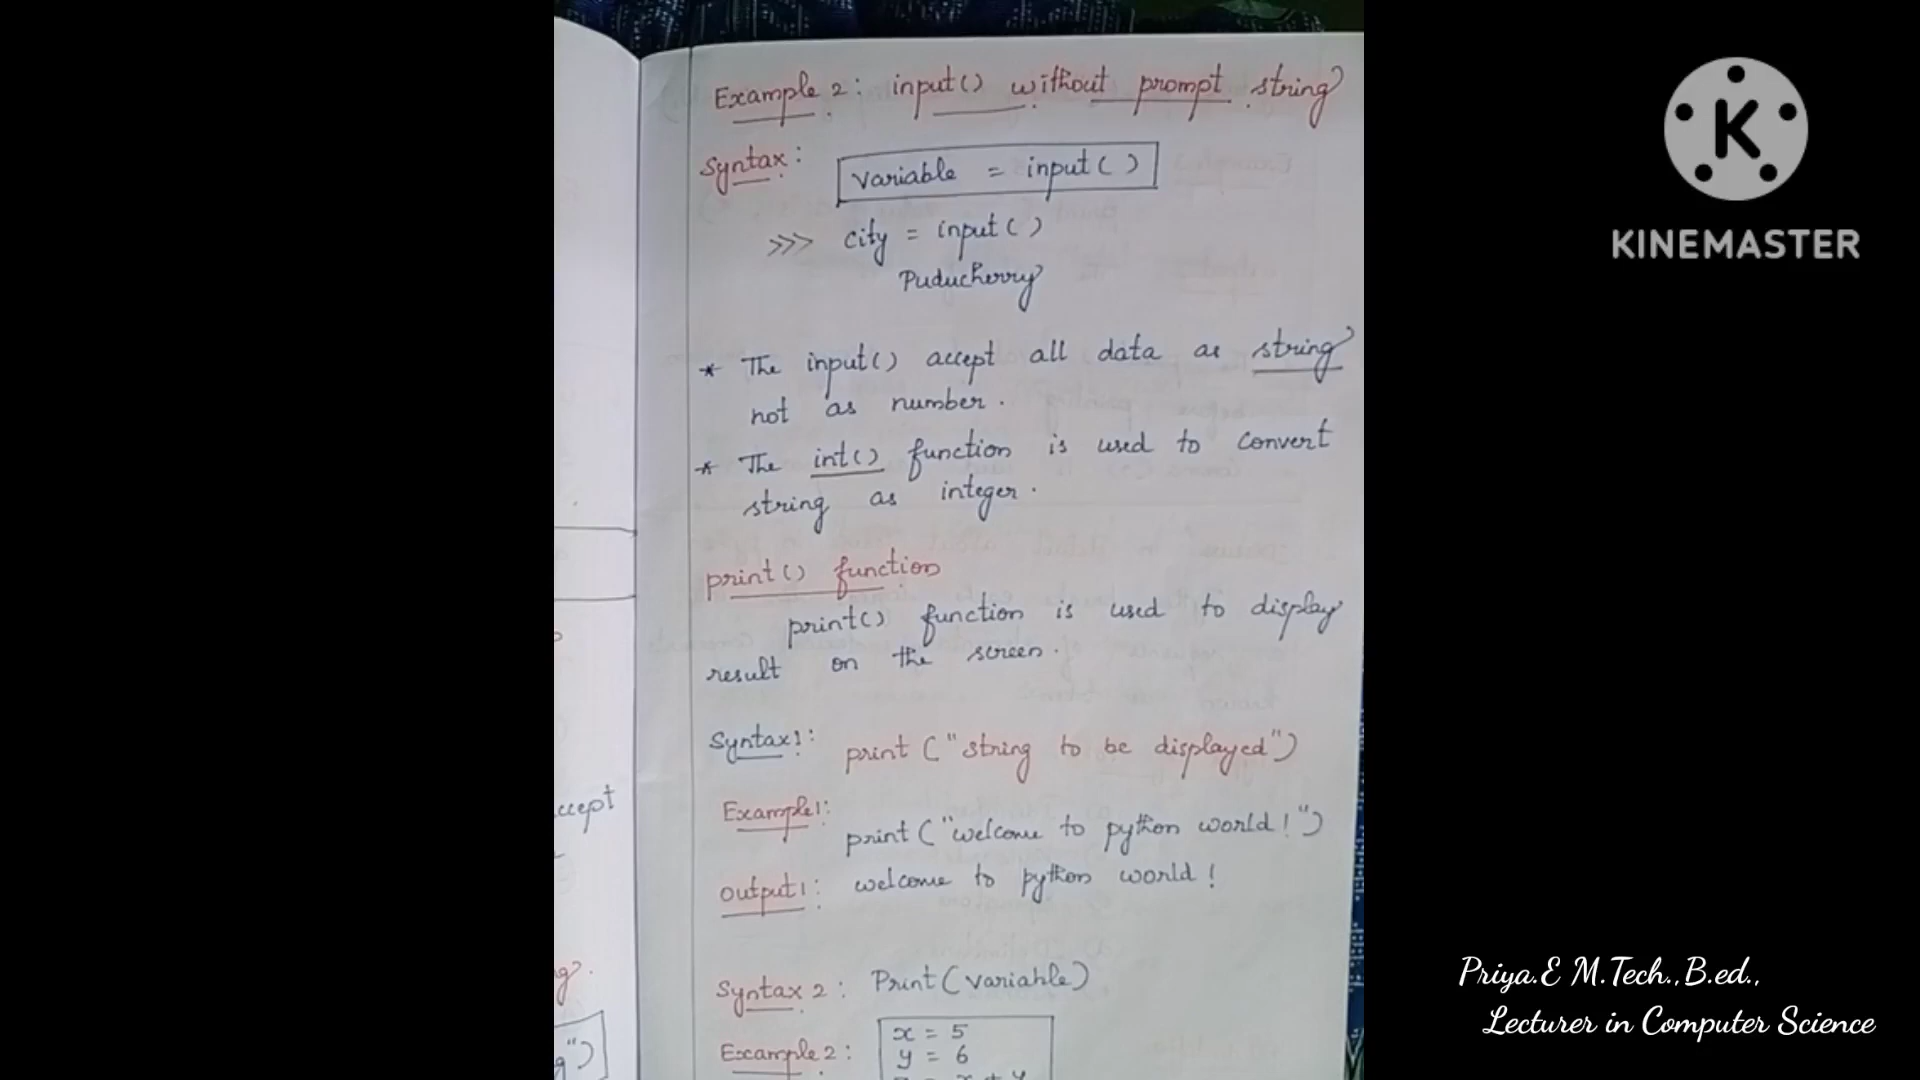 Example 2: input() without prompt string
Syntax:
variable = input()
>>> city = input()
Puducherry
* The input() accept all data as string
not as number.
* The int() function is used to convert
string as integer.
print() function
print() function is used to display
result on the screen.
Syntax1:
print ("string to be displayed")
Example1:
print ("welcome to python world!")
output1: welcome to python world!
Syntax 2: Print (variable)
Example 2:
x = 5
y = 6
ccept
g.
g")
K
KINEMASTER
Priya.E M.Tech.,B.ed.,
Lecturer in Computer Science